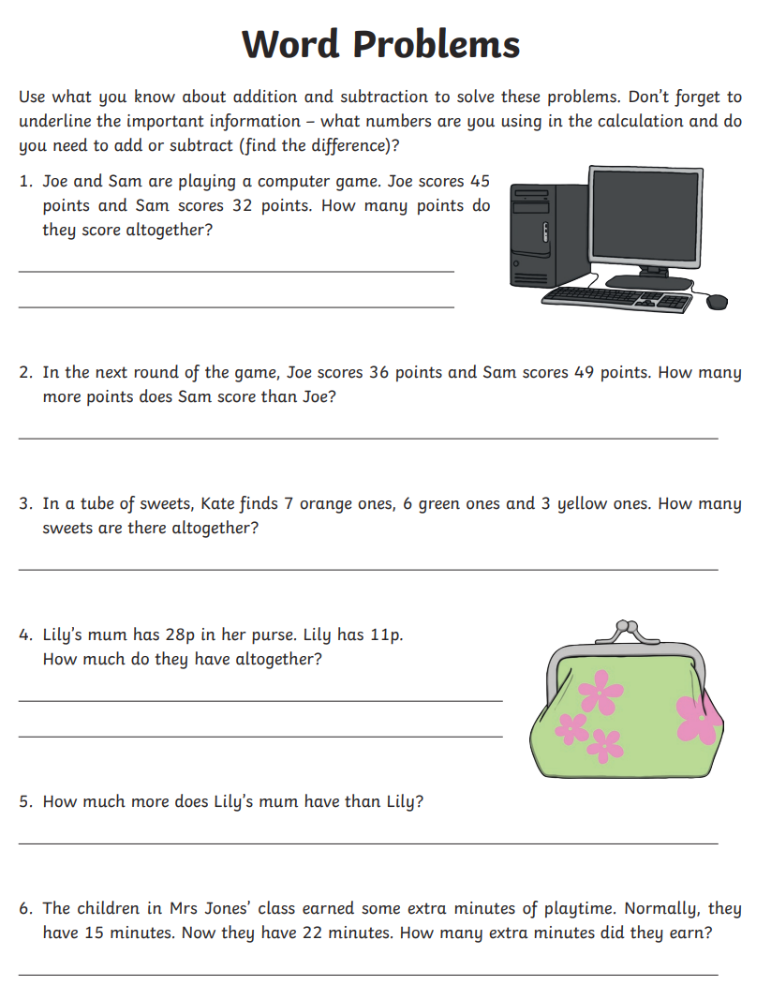 Word Problems
Use what you know about addition and subtraction to solve these problems. Don't forget to
underline the important information – what numbers are you using in the calculation and do
you need to add or subtract (find the difference)?
1. Joe and Sam are playing a computer game. Joe scores 45
points and Sam scores 32 points. How many points do
they score altogether?
2. In the next round of the game, Joe scores 36 points and Sam scores 49 points. How many
more points does Sam score than Joe?
3. In a tube of sweets, Kate finds 7 orange ones, 6 green ones and 3 yellow ones. How many
sweets are there altogether?
4. Lily's mum has 28p in her purse. Lily has 11p.
How much do they have altogether?
5. How much more does Lily's mum have than Lily?
6. The children in Mrs Jones' class earned some extra minutes of playtime. Normally, they
have 15 minutes. Now they have 22 minutes. How many extra minutes did they earn?